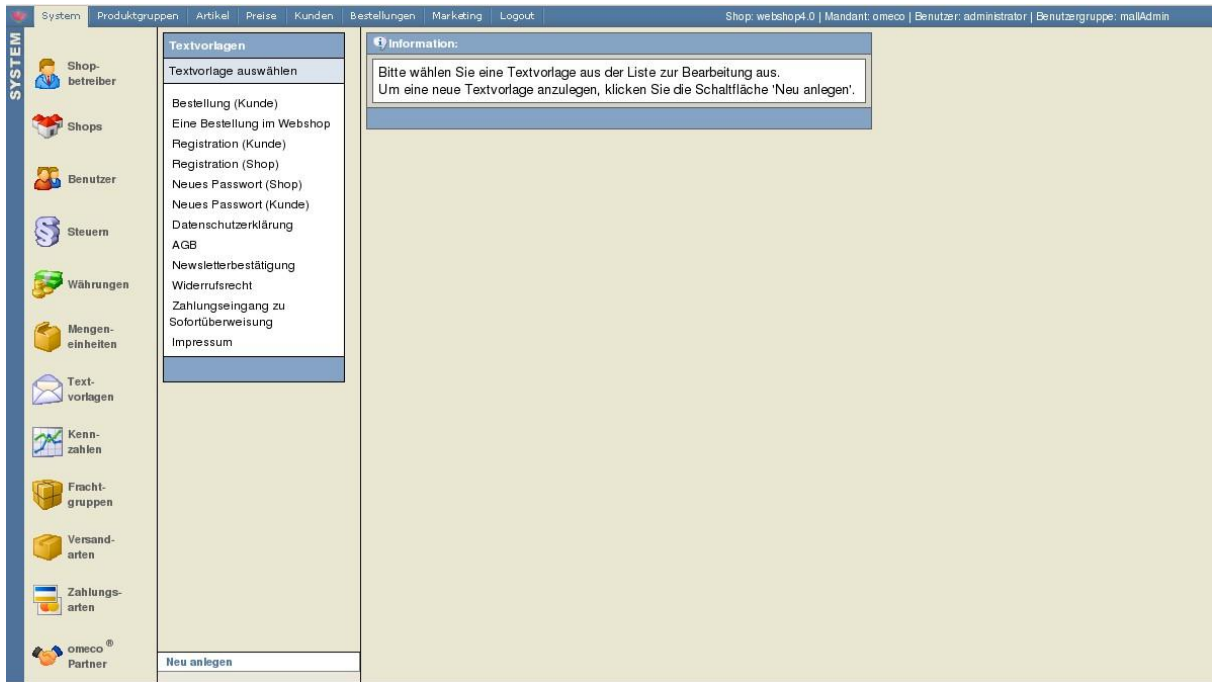 System Produktgruppen Artikel Preise Kunden Bestellungen Marketing Logout Shop: webshop4.0 | Mandant: omeco | Benutzer: administrator | Benutzergruppe: mallAdmin
SYSTEM
Shop-
betreiber
Shops
Benutzer
Steuern
Währungen
Mengen-
einheiten
Text-
vorlagen
Kenn-
zahlen
Fracht-
gruppen
Versand-
arten
Zahlungs-
arten
omeco ®
Partner
Textvorlagen
Textvorlage auswählen
Bestellung (Kunde)
Eine Bestellung im Webshop
Registration (Kunde)
Registration (Shop)
Neues Passwort (Shop)
Neues Passwort (Kunde)
Datenschutzerklärung
AGB
Newsletterbestätigung
Widerrufsrecht
Zahlungseingang zu
Sofortüberweisung
Impressum
Neu anlegen
Information:
Bitte wählen Sie eine Textvorlage aus der Liste zur Bearbeitung aus.
Um eine neue Textvorlage anzulegen, klicken Sie die Schaltfläche 'Neu anlegen'.